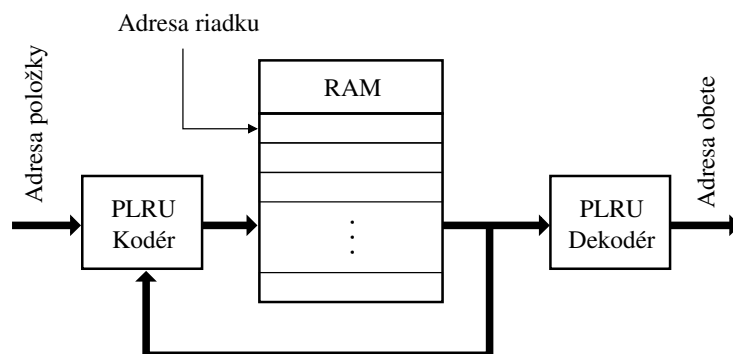 Adresa riadku
Adresa položky
RAM
Adresa obete
PLRU
Kodér
PLRU
Dekodér